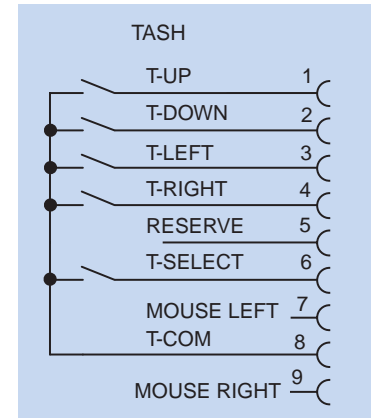 TASH
T-UP 1
T-DOWN 2
T-LEFT 3
T-RIGHT 4
RESERVE 5
T-SELECT 6
MOUSE LEFT 7
T-COM 8
MOUSE RIGHT 9